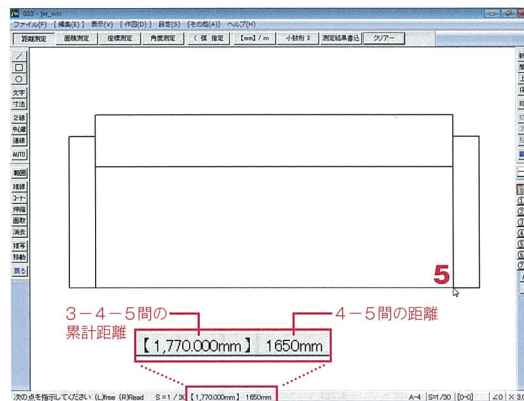 003 - jw_win
ファイル(F) [編集(E)] 表示(V) [作図(D)] 設定(S) [その他(A)] ヘルプ(H)
距離測定 面積測定 座標測定 角度測定 ( 弧 指定 【mm】/ m 小数桁 3 測定結果書込 クリアー
文字
寸法
2線
中心線
連線
AUTO
範囲
複線
コーナー
伸縮
面取
消去
複写
移動
戻る
5
3－4－5間の
累計距離
4－5間の距離
【1,770.000mm】 1650mm
次の点を指示してください (L)free (R)Read S=1 / 30【1,770.000mm】 1650mm A-4 S=1/30 [0-0] ∠0 ×